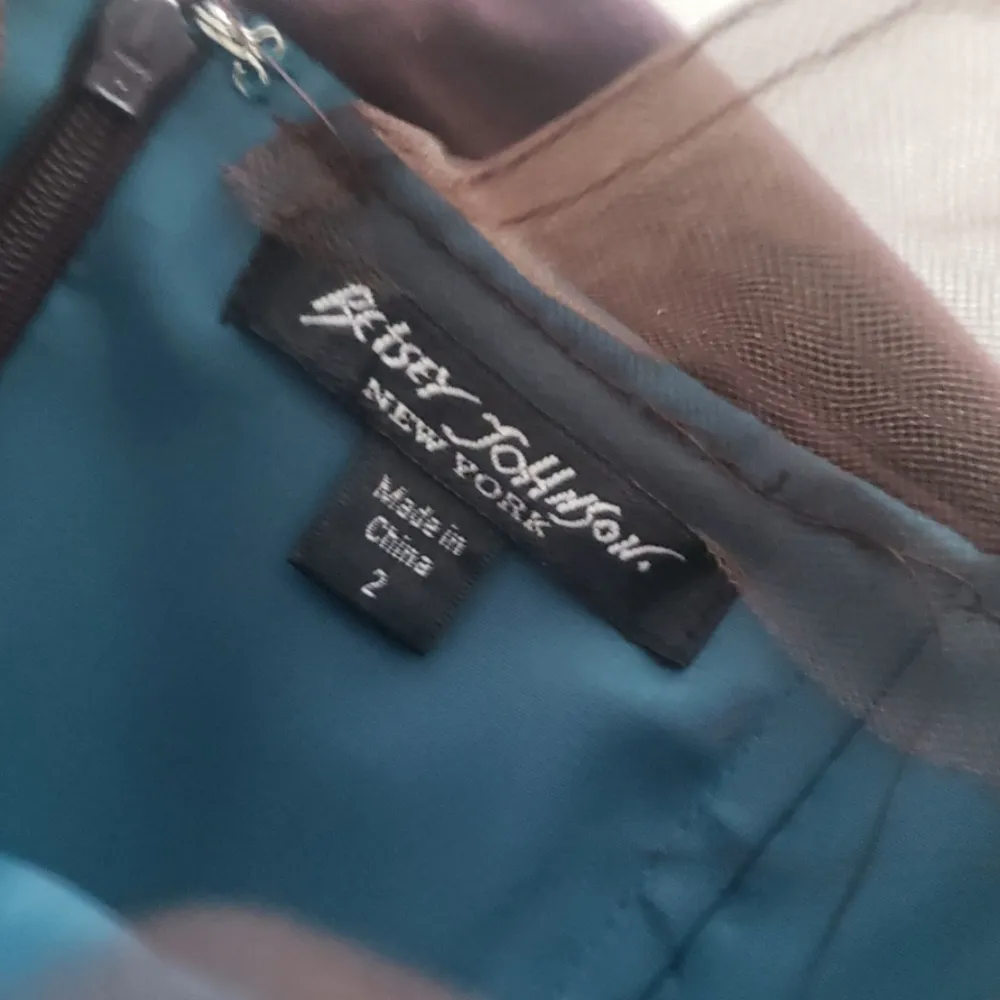 BETSEY JOHNSON.
NEW YORK
Made in
China
2